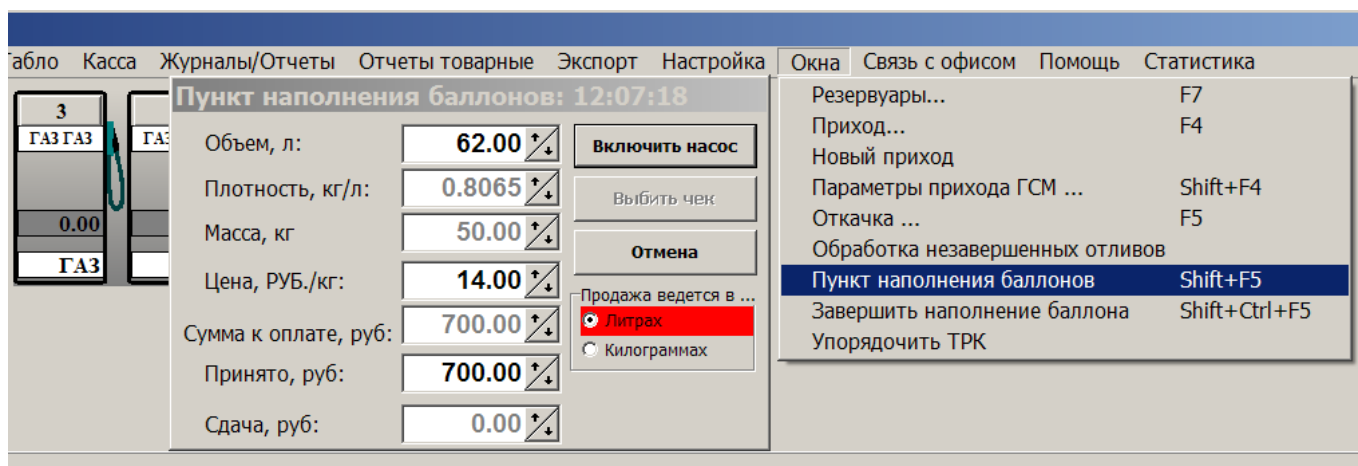 абло Касса Журналы/Отчеты Отчеты товарные Экспорт Настройка Окна Связь с офисом Помощь Статистика
3
ГАЗ ГАЗ
ГАЗ
0.00
ГАЗ
Пункт наполнения баллонов: 12:07:18
Объем, л: 62.00 Включить насос
Плотность, кг/л: 0.8065 Выбить чек
Масса, кг 50.00
Отмена
Цена, РУБ./кг: 14.00
Продажа ведется в ...
Сумма к оплате, руб: 700.00 Литрах
Килограммах
Принято, руб: 700.00
Сдача, руб: 0.00
Резервуары... F7
Приход... F4
Новый приход
Параметры прихода ГСМ ... Shift+F4
Откачка ... F5
Обработка незавершенных отливов
Пункт наполнения баллонов Shift+F5
Завершить наполнение баллона Shift+Ctrl+F5
Упорядочить ТРК